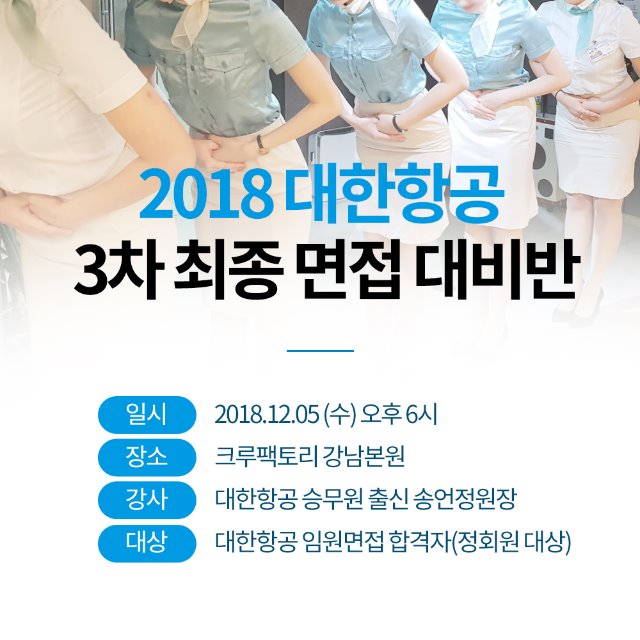 2018 대한항공
3차 최종 면접 대비반
일시 2018.12.05 (수) 오후 6시
장소 크루팩토리 강남본원
강사 대한항공 승무원 출신 송언정원장
대상 대한항공 임원면접 합격자(정회원 대상)